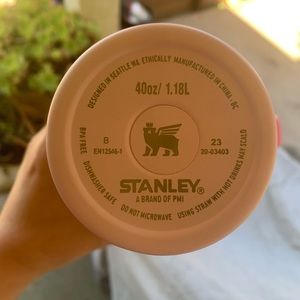 DESIGNED IN SEATTLE WA, ETHICALLY MANUFACTURED IN CHINA, DC
40oz/ 1.18L
BPA FREE
8
EN12546-1
23
20-03403
STANLEY®
A BRAND OF PMI
DISHWASHER SAFE DO NOT MICROWAVE USING STRAW WITH HOT DRINKS MAY SCALD